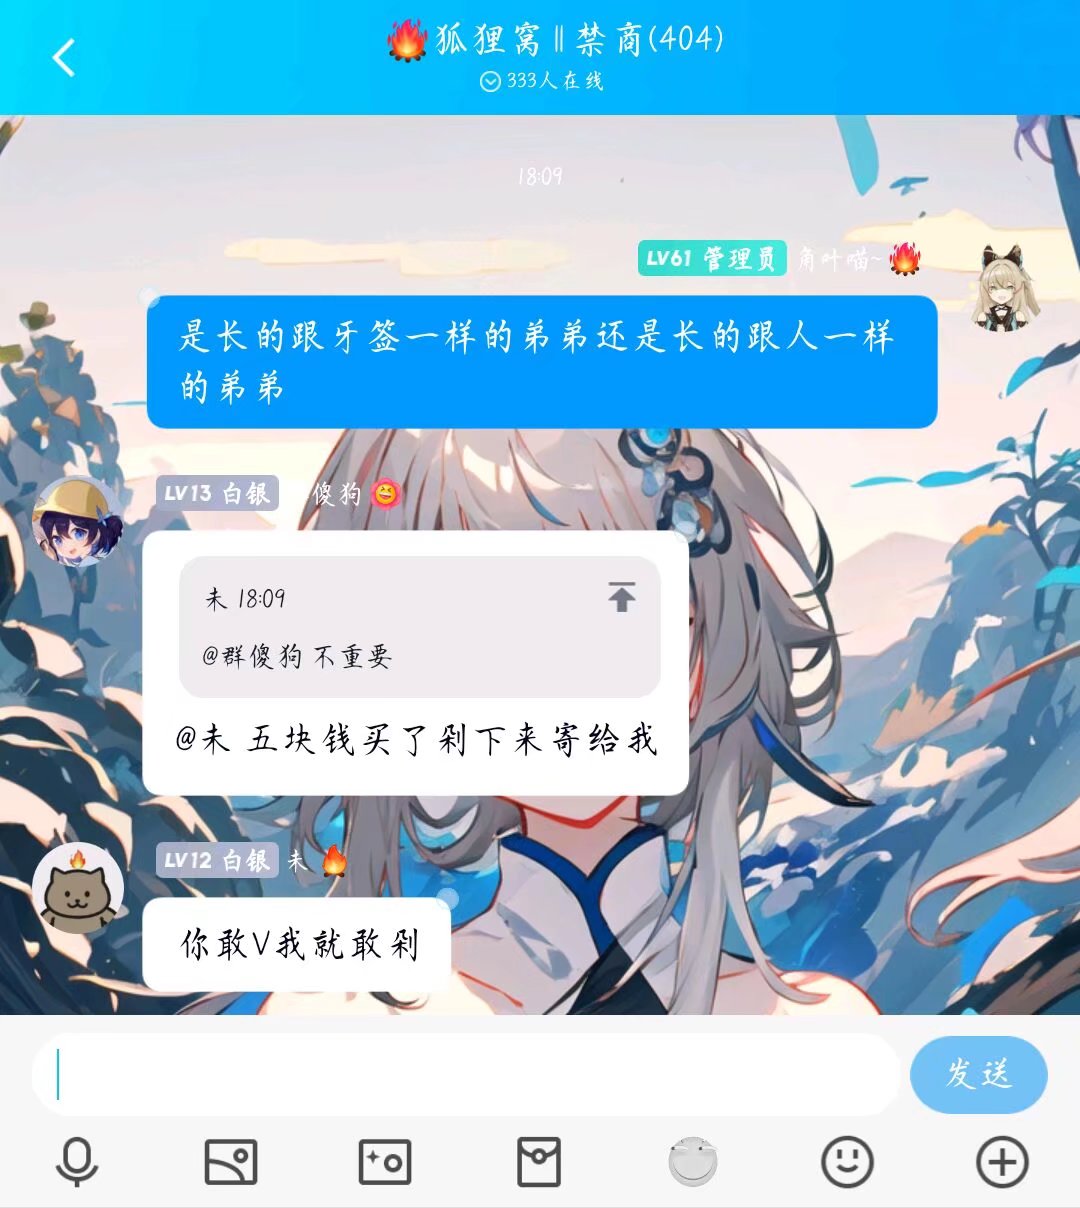 狐狸窝‖禁商(404)
333人在线
18:09
LV61 管理员 角叶喵~
是长的跟牙签一样的弟弟还是长的跟人一样
的弟弟
LV13 白银 傻狗
未 18:09
@群傻狗 不重要
@未 五块钱买了剁下来寄给我
LV12 白银 未
你敢V我就敢剁
发送